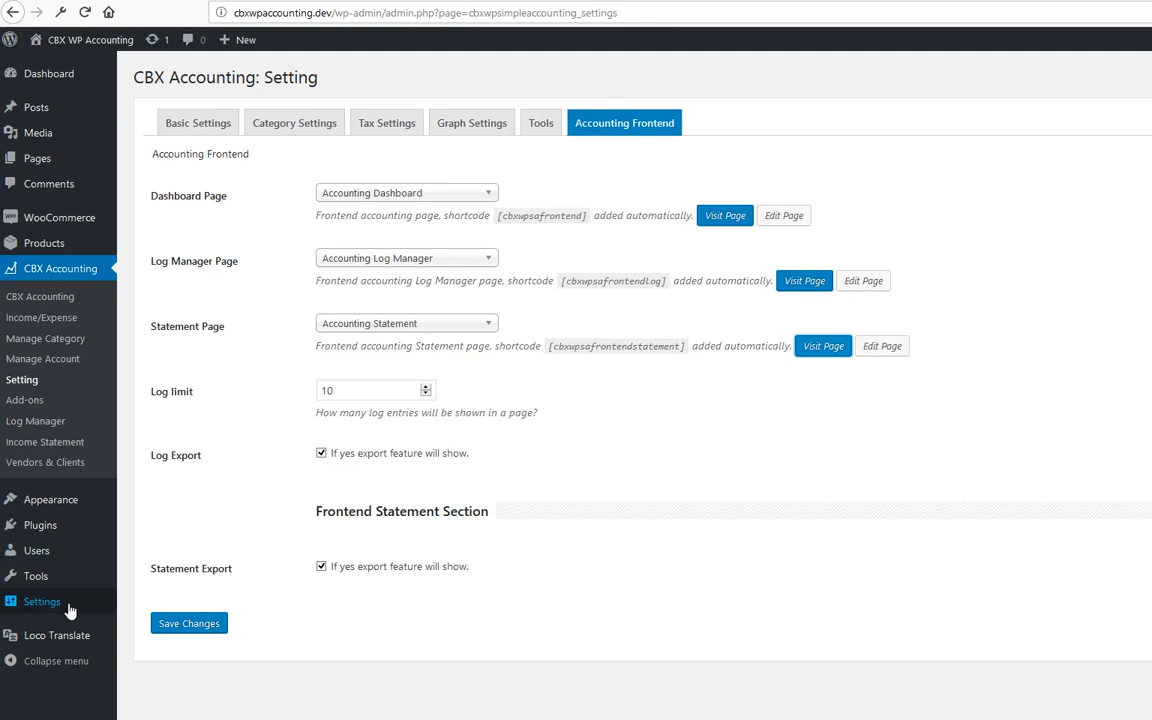 cbxwpaccounting.dev/wp-admin/admin.php?page=cbxwpsimpleaccounting_settings
CBX WP Accounting 1 0 New
Dashboard
Posts
Media
Pages
Comments
WooCommerce
Products
CBX Accounting
CBX Accounting
Income/Expense
Manage Category
Manage Account
Setting
Add-ons
Log Manager
Income Statement
Vendors & Clients
Appearance
Plugins
Users
Tools
Settings
Loco Translate
Collapse menu
CBX Accounting: Setting
Basic Settings Category Settings Tax Settings Graph Settings Tools Accounting Frontend
Accounting Frontend
Dashboard Page Accounting Dashboard
Frontend accounting page, shortcode [cbxwpsafrontend] added automatically. Visit Page Edit Page
Log Manager Page Accounting Log Manager
Frontend accounting Log Manager page, shortcode [cbxwpsafrontendLog] added automatically. Visit Page Edit Page
Statement Page Accounting Statement
Frontend accounting Statement page, shortcode [cbxwpsafrontendstatement] added automatically. Visit Page Edit Page
Log limit 10
How many log entries will be shown in a page?
Log Export If yes export feature will show.
Frontend Statement Section
Statement Export If yes export feature will show.
Save Changes